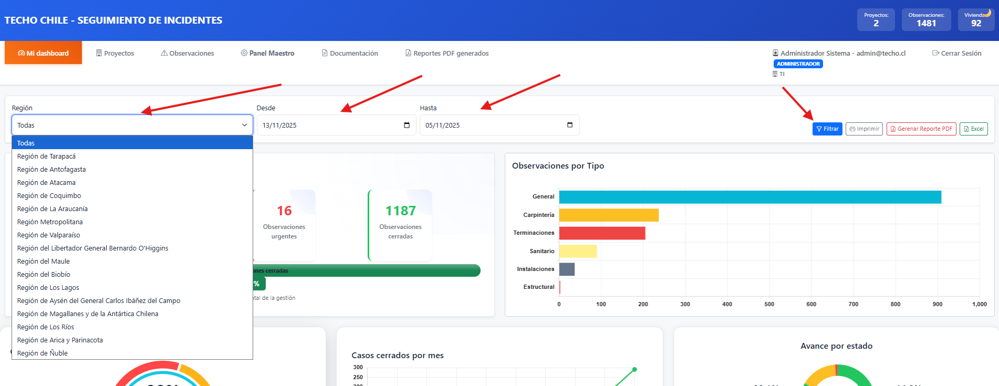 TECHO CHILE - SEGUIMIENTO DE INCIDENTES
Proyectos:
2
Observaciones:
1481
92
Mi dashboard
Proyectos
Observaciones
Panel Maestro
Documentación
Reportes PDF generados
Administrador Sistema - admin@techo.cl
ADMINISTRADOR
TI
Cerrar Sesión
Región
Desde
Hasta
Todas
13/11/2025
05/11/2025
Filtrar
Imprimir
Gerenar Reporte PDF
Excel
Todas
Región de Tarapacá
Región de Antofagasta
Región de Atacama
Región de Coquimbo
Región de La Araucanía
Región Metropolitana
Región de Valparaíso
Región del Libertador General Bernardo O'Higgins
Región del Maule
Región del Biobío
Región de Los Lagos
Región de Aysén del General Carlos Ibáñez del Campo
Región de Magallanes y de la Antártica Chilena
Región de Los Ríos
Región de Arica y Parinacota
Región de Ñuble
16
Observaciones
urgentes
1187
Observaciones
cerradas
cerradas
%
de la gestión
Observaciones por Tipo
General
Carpintería
Terminaciones
Sanitario
Instalaciones
Estructural
0 100 200 300 400 500 600 700 800 900 1,000
Casos cerrados por mes
300
250
Avance por estado